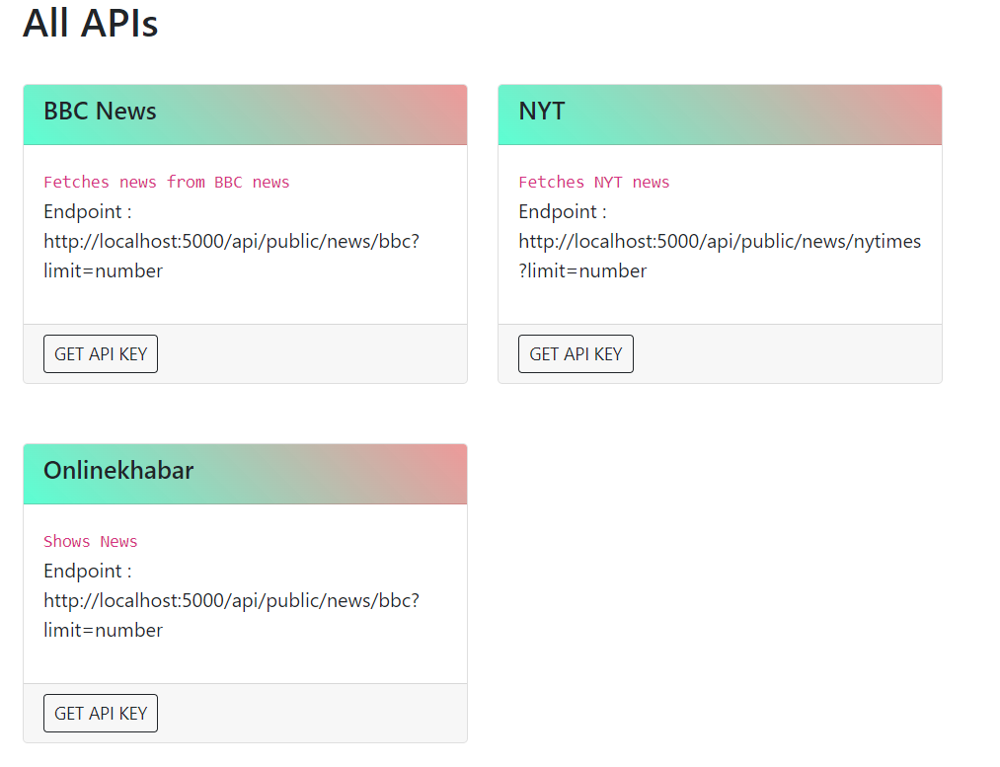 All APIs
BBC News
Fetches news from BBC news
Endpoint :
http://localhost:5000/api/public/news/bbc?
limit=number
GET API KEY
NYT
Fetches NYT news
Endpoint :
http://localhost:5000/api/public/news/nytimes
?limit=number
GET API KEY
Onlinekhabar
Shows News
Endpoint :
http://localhost:5000/api/public/news/bbc?
limit=number
GET API KEY